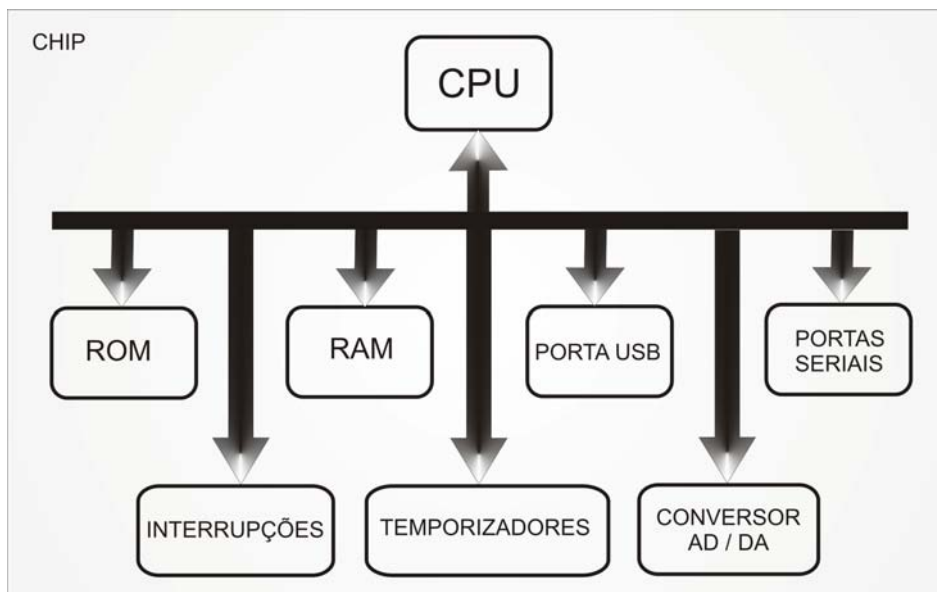 CHIP
CPU
ROM
RAM
PORTA USB
PORTAS
SERIAIS
INTERRUPÇÕES
TEMPORIZADORES
CONVERSOR
AD / DA